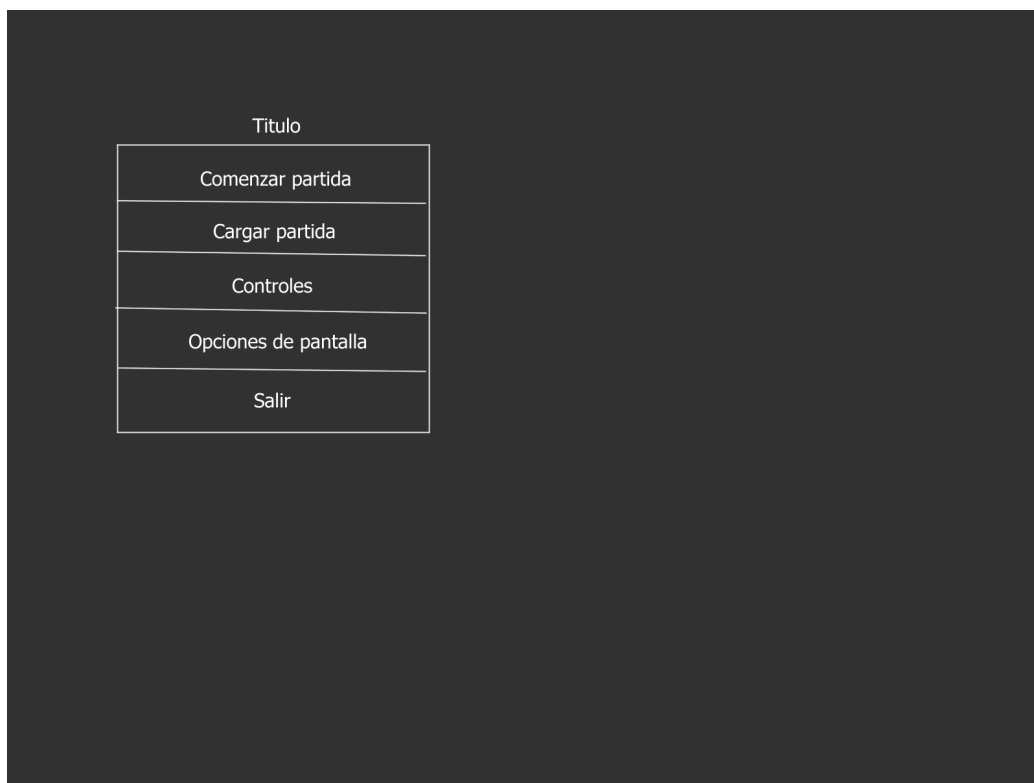 Titulo
Comenzar partida
Cargar partida
Controles
Opciones de pantalla
Salir